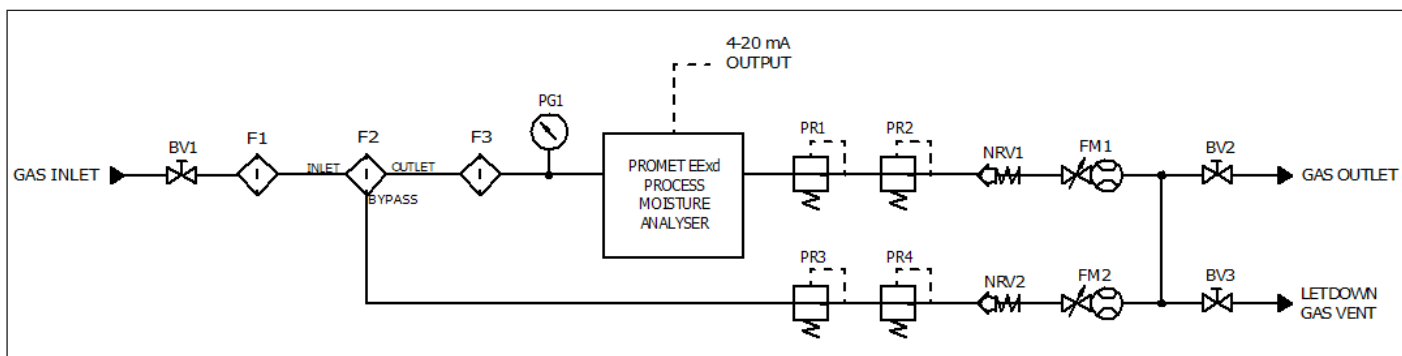 4-20 mA
OUTPUT
PG1
PR1
PR2
BV1
F1
F2
F3
NRV1
FM1
BV2
GAS INLET
INLET
OUTLET
BYPASS
PROMET EExd
PROCESS
MOISTURE
ANALYSER
GAS OUTLET
PR3
PR4
NRV2
FM2
BV3
LETDOWN
GAS VENT